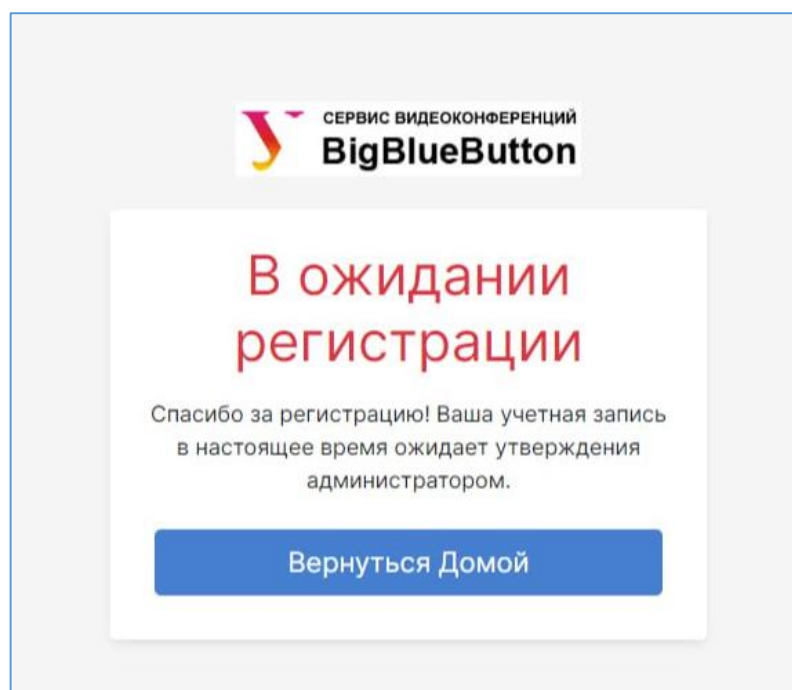 СЕРВИС ВИДЕОКОНФЕРЕНЦИЙ
BigBlueButton
В ожидании
регистрации
Спасибо за регистрацию! Ваша учетная запись
в настоящее время ожидает утверждения
администратором.
Вернуться Домой